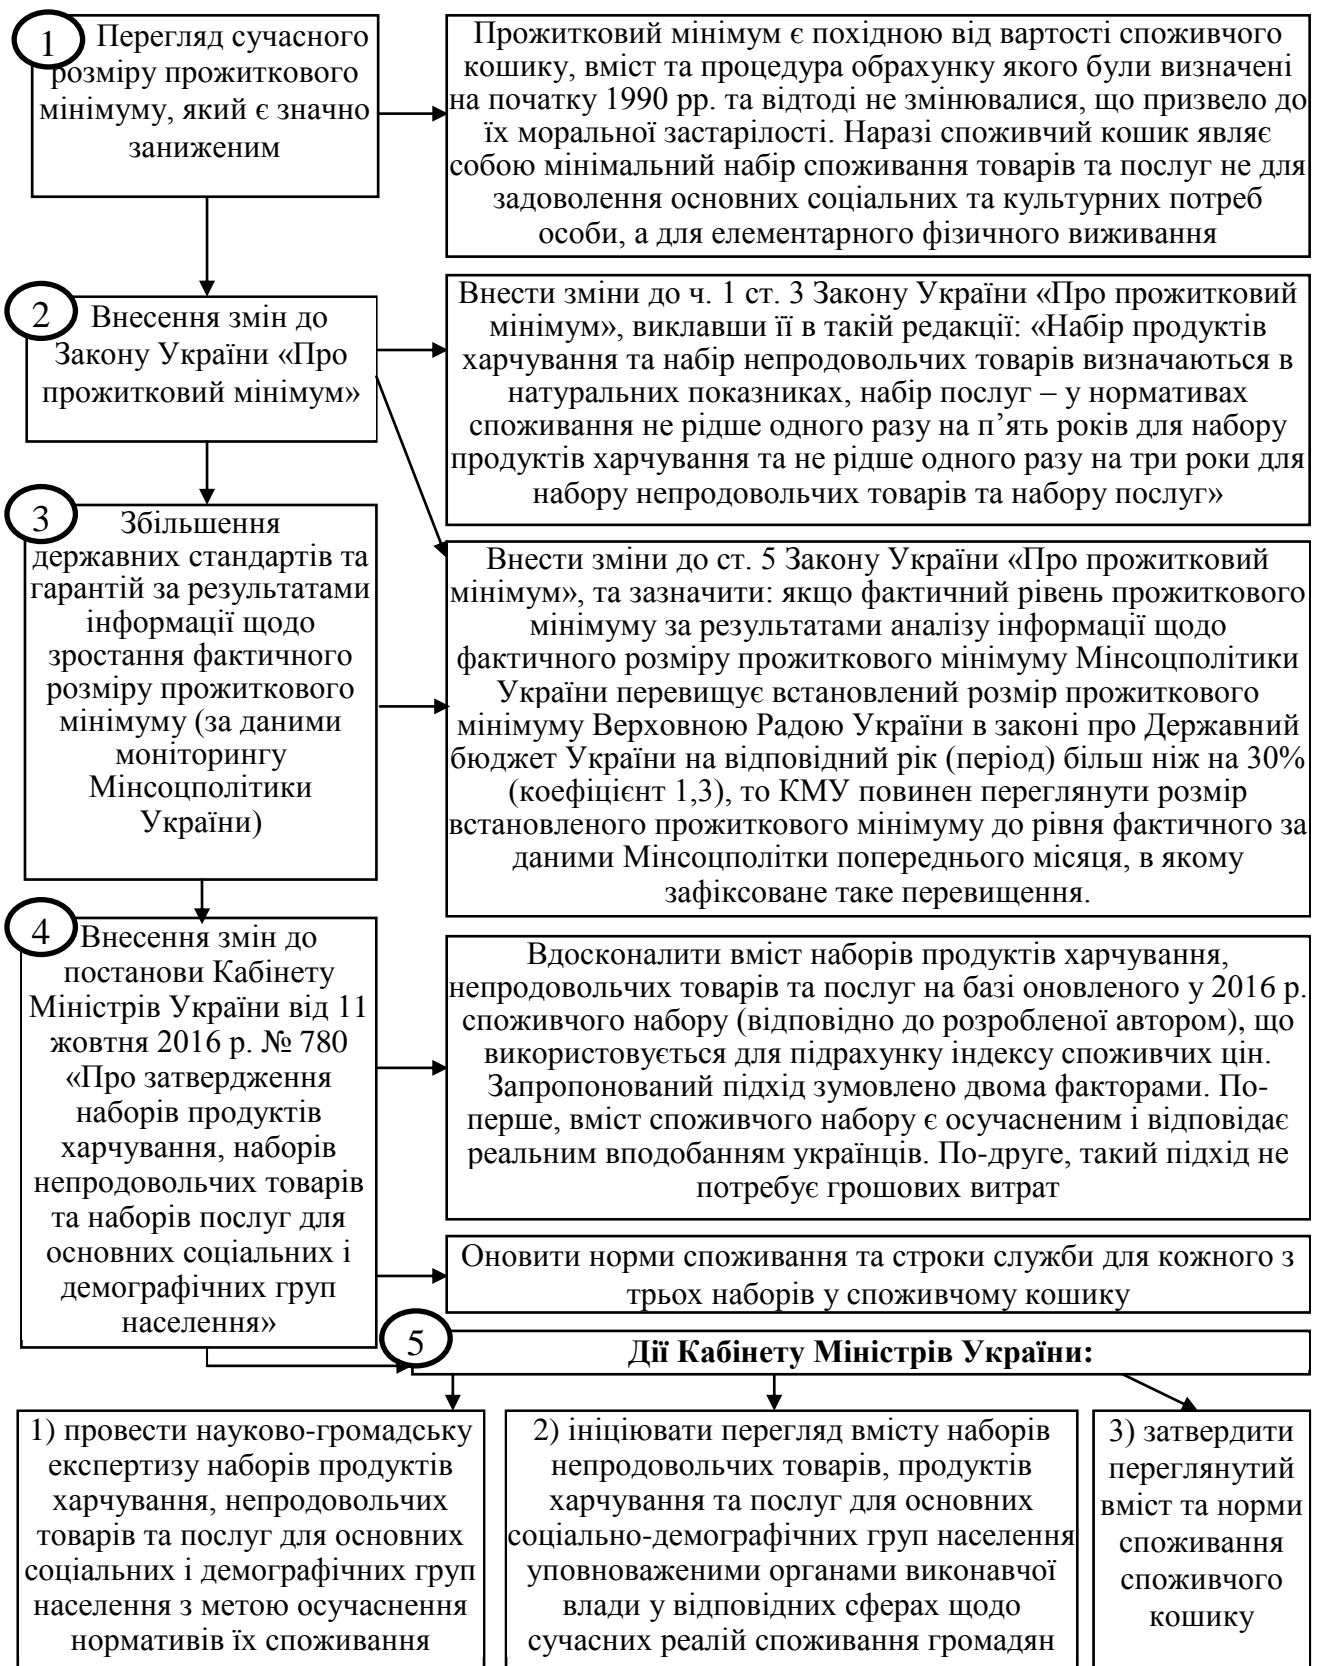 1
Перегляд сучасного
розміру прожиткового
мінімуму, який є значно
заниженим
Прожитковий мінімум є похідною від вартості споживчого
кошику, вміст та процедура обрахунку якого були визначені
на початку 1990 рр. та відтоді не змінювалися, що призвело до
їх моральної застарілості. Наразі споживчий кошик являє
собою мінімальний набір споживання товарів та послуг не для
задоволення основних соціальних та культурних потреб
особи, а для елементарного фізичного виживання
2
Внесення змін до
Закону України «Про
прожитковий мінімум»
Внести зміни до ч. 1 ст. 3 Закону України «Про прожитковий
мінімум», виклавши її в такій редакції: «Набір продуктів
харчування та набір непродовольчих товарів визначаються в
натуральних показниках, набір послуг – у нормативах
споживання не рідше одного разу на п’ять років для набору
продуктів харчування та не рідше одного разу на три роки для
набору непродовольчих товарів та набору послуг»
3
Збільшення
державних стандартів та
гарантій за результатами
інформації щодо
зростання фактичного
розміру прожиткового
мінімуму (за даними
моніторингу
Мінсоцполітики
України)
Внести зміни до ст. 5 Закону України «Про прожитковий
мінімум», та зазначити: якщо фактичний рівень прожиткового
мінімуму за результатами аналізу інформації щодо
фактичного розміру прожиткового мінімуму Мінсоцполітики
України перевищує встановлений розмір прожиткового
мінімуму Верховною Радою України в законі про Державний
бюджет України на відповідний рік (період) більш ніж на 30%
(коефіцієнт 1,3), то КМУ повинен переглянути розмір
встановленого прожиткового мінімуму до рівня фактичного за
даними Мінсоцполітки попереднього місяця, в якому
зафіксоване таке перевищення.
4
Внесення змін до
постанови Кабінету
Міністрів України від 11
жовтня 2016 р. № 780
«Про затвердження
наборів продуктів
харчування, наборів
непродовольчих товарів
та наборів послуг для
основних соціальних і
демографічних груп
населення»
Вдосконалити вміст наборів продуктів харчування,
непродовольчих товарів та послуг на базі оновленого у 2016 р.
споживчого набору (відповідно до розробленої автором), що
використовується для підрахунку індексу споживчих цін.
Запропонований підхід зумовлено двома факторами. По-
перше, вміст споживчого набору є осучасненим і відповідає
реальним вподобанням українців. По-друге, такий підхід не
потребує грошових витрат
Оновити норми споживання та строки служби для кожного з
трьох наборів у споживчому кошику
5
Дії Кабінету Міністрів України:
1) провести науково-громадську
експертизу наборів продуктів
харчування, непродовольчих
товарів та послуг для основних
соціальних і демографічних груп
населення з метою осучаснення
нормативів їх споживання
2) ініціювати перегляд вмісту наборів
непродовольчих товарів, продуктів
харчування та послуг для основних
соціально-демографічних груп населення
уповноваженими органами виконавчої
влади у відповідних сферах щодо
сучасних реалій споживання громадян
3) затвердити
переглянутий
вміст та норми
споживання
споживчого
кошику